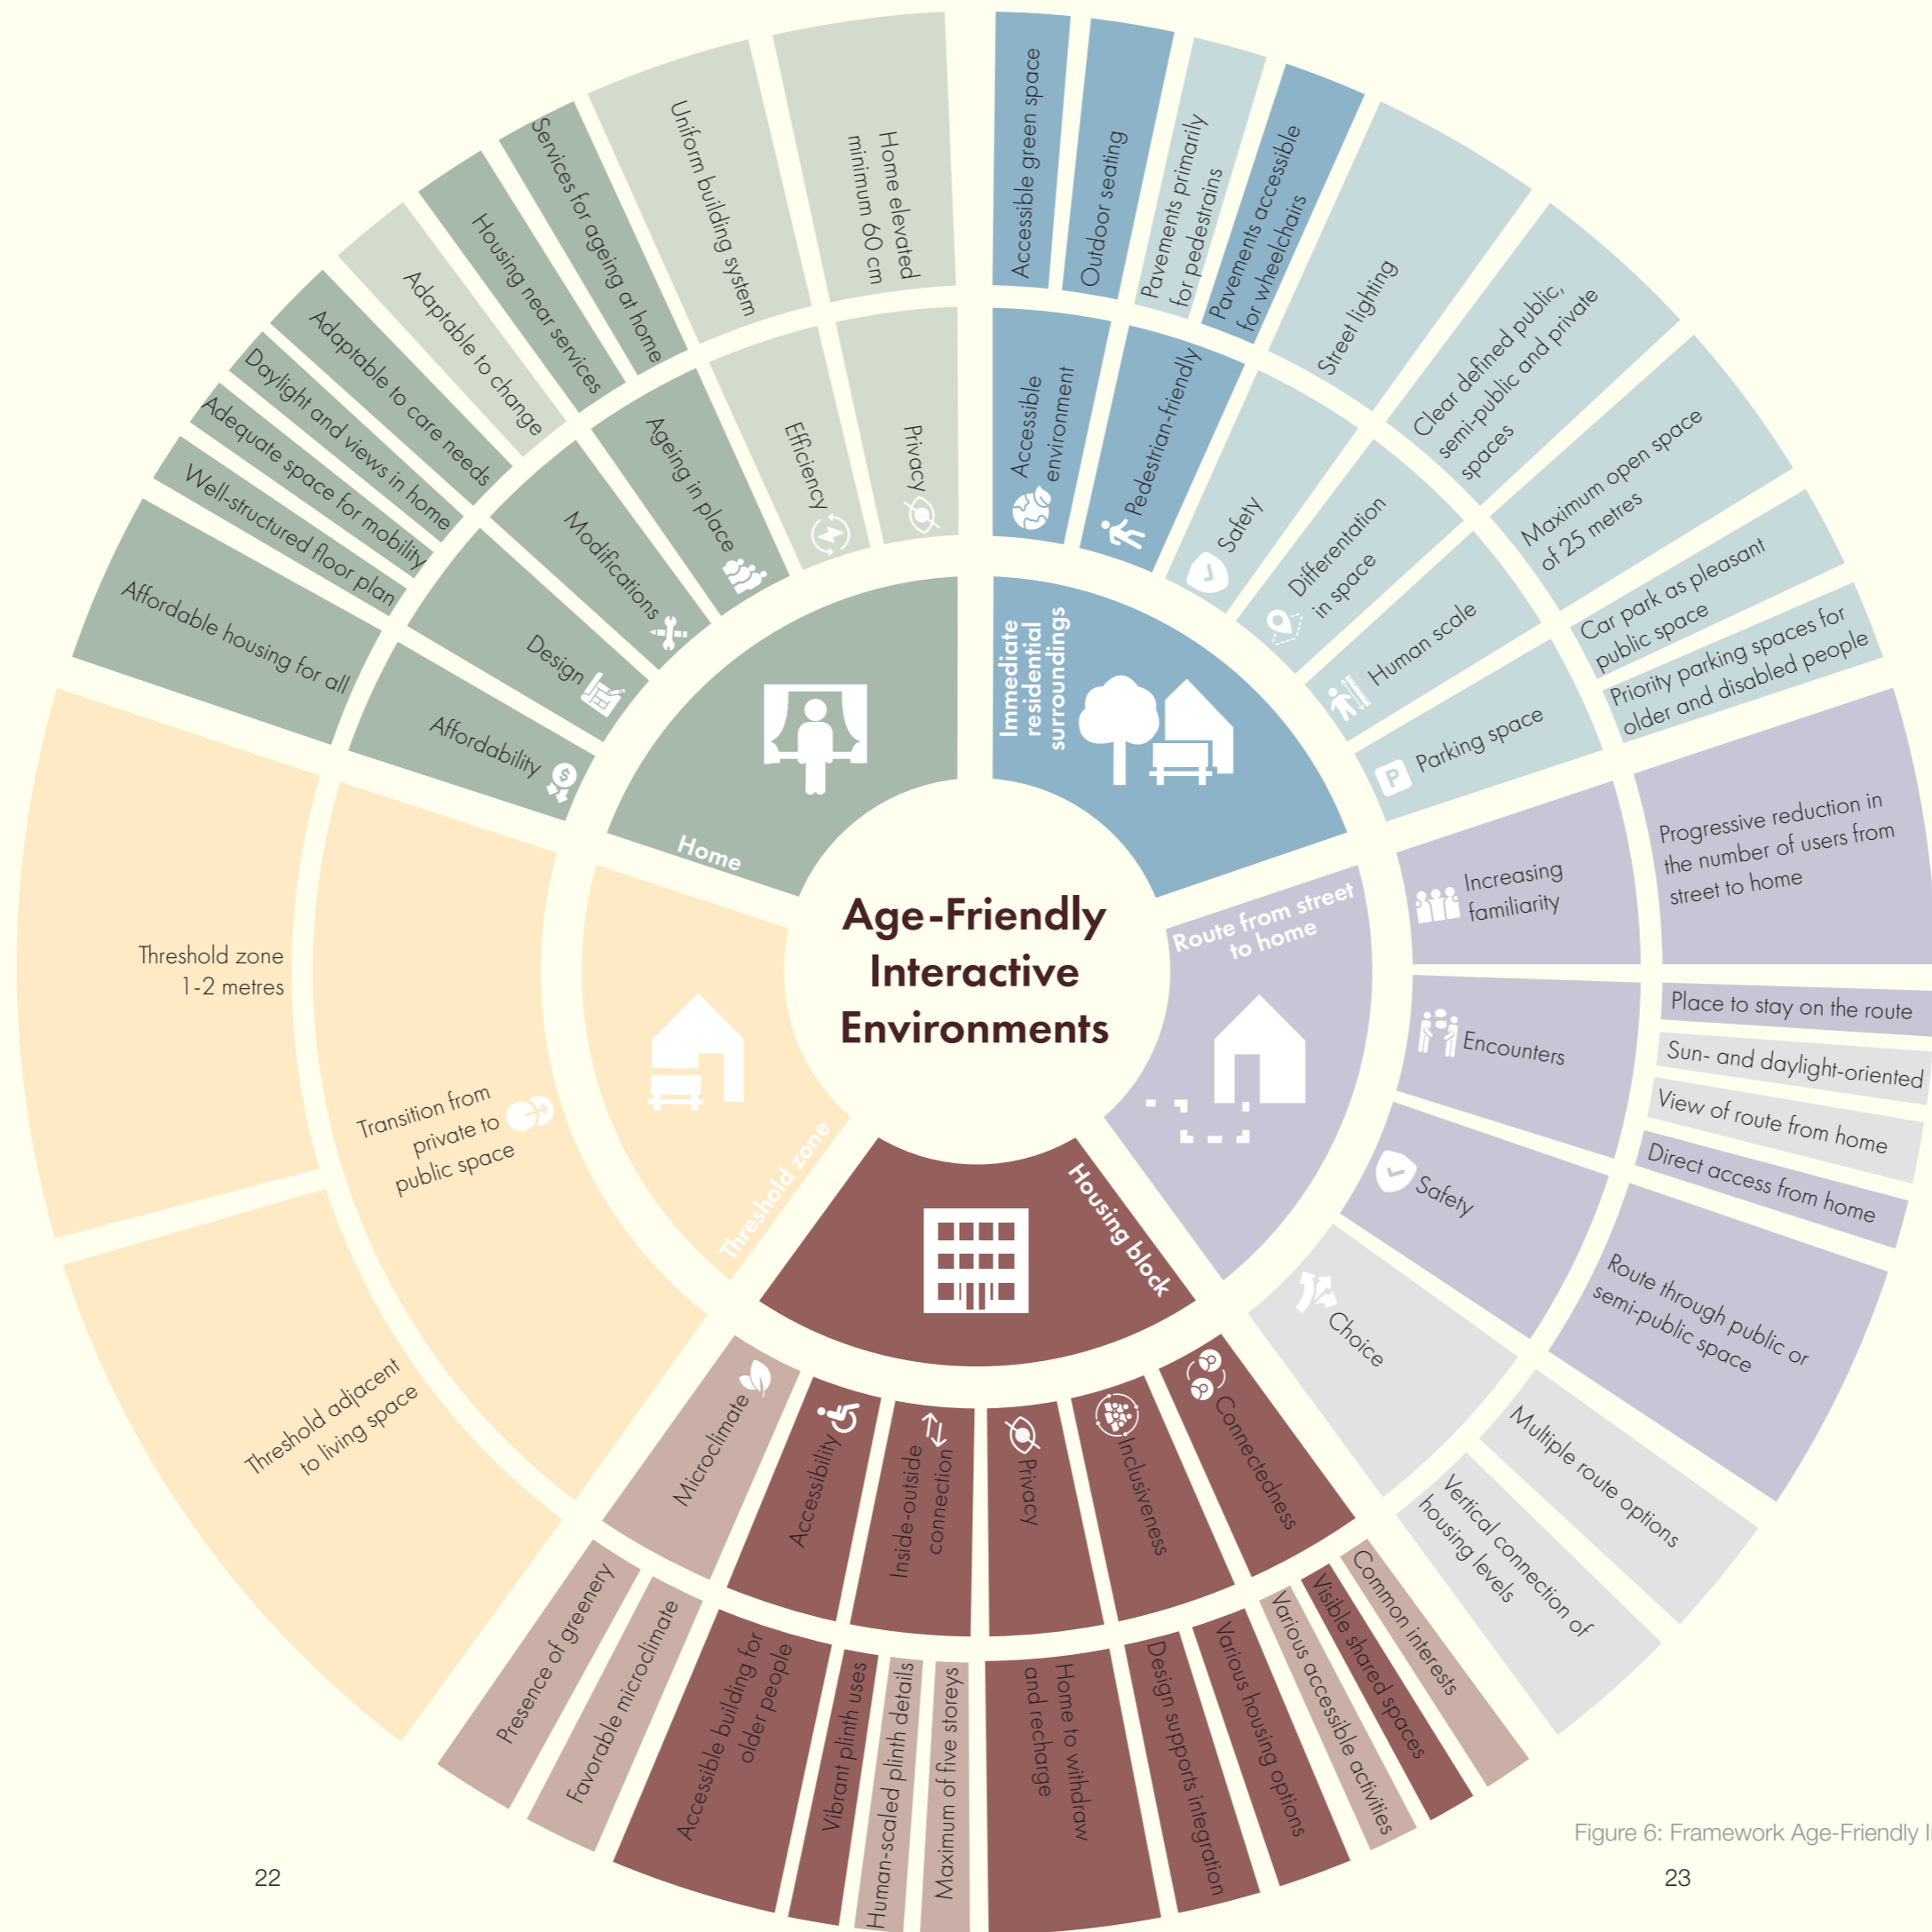 Age-Friendly
Interactive
Environments
Immediate
residential
surroundings
Accessible
environment
Accessible green space
Outdoor seating
Pedestrian-friendly
Pavements primarily
for pedestrains
Pavements accessible
for wheelchairs
Safety
Street lighting
Differentation
in space
Clear defined public,
semi-public and private
spaces
Human scale
Maximum open space
of 25 metres
P
Parking space
Car park as pleasant
public space
Priority parking spaces for
older and disabled people
Route from street
to home
Increasing
familiarity
Progressive reduction in
the number of users from
street to home
Encounters
Place to stay on the route
Sun- and daylight-oriented
View of route from home
Direct access from home
Safety
Route through public or
semi-public space
Choice
Multiple route options
Vertical connection of
housing levels
Housing block
Connectedness
Common interests
Visible shared spaces
Various accessible activities
Inclusiveness
Various housing options
Design supports integration
Privacy
Home to withdraw
and recharge
Inside-outside
connection
Maximum of five storeys
Human-scaled plinth details
Vibrant plinth uses
Accessibility
Accessible building for
older people
Microclimate
Favorable microclimate
Presence of greenery
Threshold zone
Transition from
private to
public space
Threshold adjacent
to living space
Threshold zone
1-2 metres
Home
Affordability
$
Affordable housing for all
Design
Well-structured floor plan
Adequate space for mobility
Daylight and views in home
Modifications
Adaptable to care needs
Adaptable to change
Ageing in place
Housing near services
Services for ageing at home
Efficiency
Uniform building system
Privacy
Home elevated
minimum 60 cm
Figure 6: Framework Age-Friendly
22
23